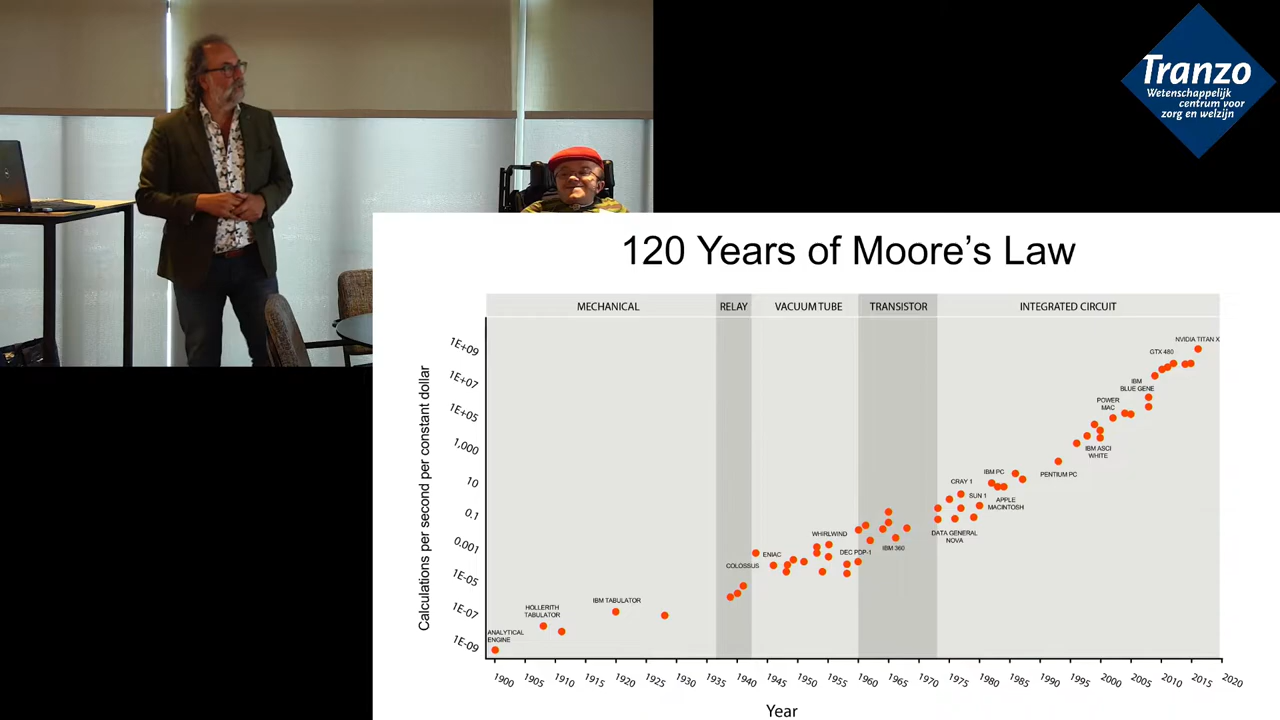 Tranzo
Wetenschappelijk
centrum voor
zorg en welzijn
120 Years of Moore's Law
MECHANICAL
RELAY
VACUUM TUBE
TRANSISTOR
INTEGRATED CIRCUIT
Calculations per second per constant dollar
1E+09
1E+07
1E+05
1,000
10
0.1
0.001
1E-05
1E-07
1E-09
ANALYTICAL
ENGINE
HOLLERITH
TABULATOR
IBM TABULATOR
COLOSSUS
ENIAC
WHIRLWIND
DEC PDP-1
IBM 360
DATA GENERAL
NOVA
CRAY 1
SUN 1
IBM PC
APPLE
MACINTOSH
PENTIUM PC
IBM ASCI
WHITE
POWER
MAC
IBM
BLUE GENE
GTX 480
NVIDIA TITAN X
1900
1905
1910
1915
1920
1925
1930
1935
1940
1945
1950
1955
1960
1965
1970
1975
1980
1985
1990
1995
2000
2005
2010
2015
2020
Year